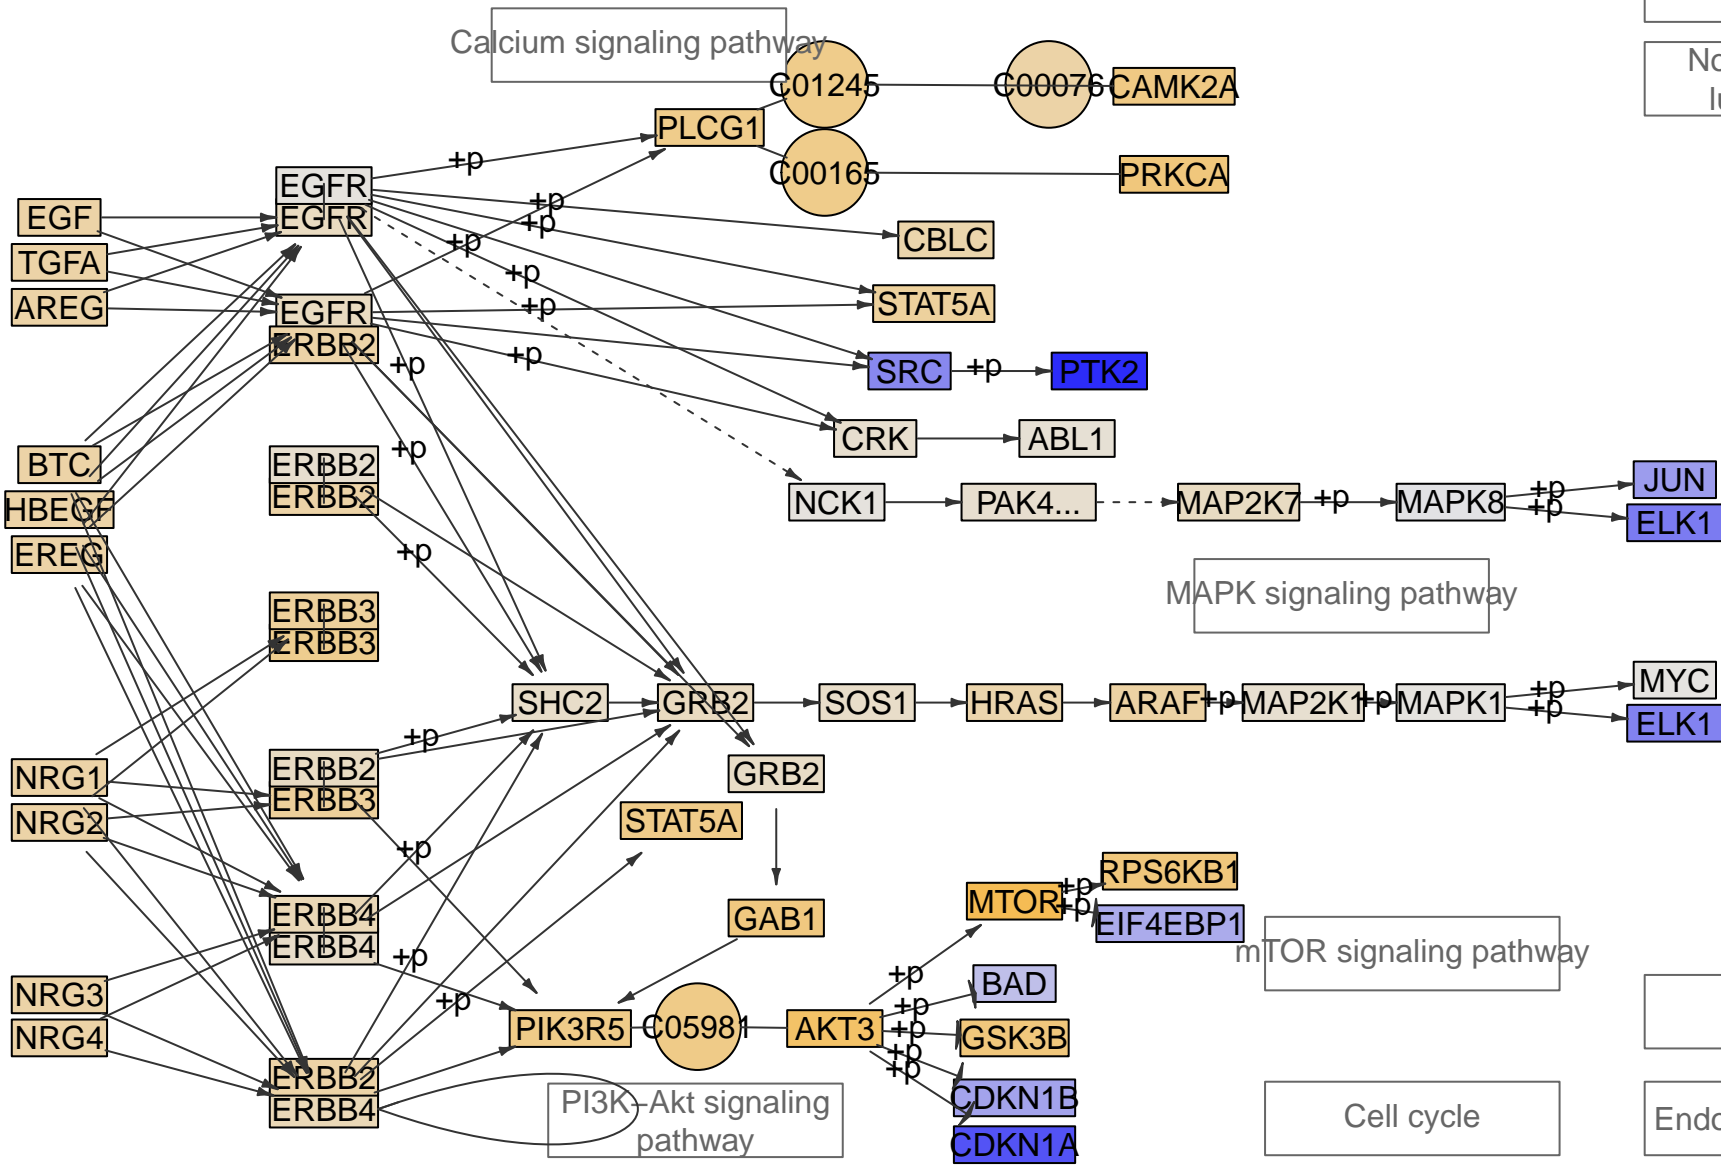 Calcium signaling pathway
No
lu
C01245
C00076
CAMK2A
PLCG1
+p
C00165
PRKCA
EGFR
EGFR
EGF
+p
+p
CBLC
TGFA
+p
+p
AREG
EGFR
+p
STAT5A
ERBB2
+p
+p
SRC
+p
PTK2
CRK
ABL1
+p
BTC
ERBB2
ERBB2
HBEGF
NCK1
PAK4...
MAP2K7
+p
MAPK8
+p
+p
JUN
ELK1
EREG
+p
MAPK signaling pathway
ERBB3
ERBB3
SHC2
GRB2
SOS1
HRAS
ARAF
+p
MAP2K1
+p
MAPK1
+p
+p
MYC
ELK1
+p
NRG1
ERBB2
ERBB3
GRB2
NRG2
STAT5A
+p
RPS6KB1
MTOR
+p
+p
EIF4EBP1
ERBB4
ERBB4
GAB1
mTOR signaling pathway
+p
+p
BAD
NRG3
+p
+p
PIK3R5
C05981
AKT3
+p
GSK3B
NRG4
+p
+p
ERBB2
ERBB4
PI3K−Akt signaling
pathway
CDKN1B
CDKN1A
Cell cycle
Endo